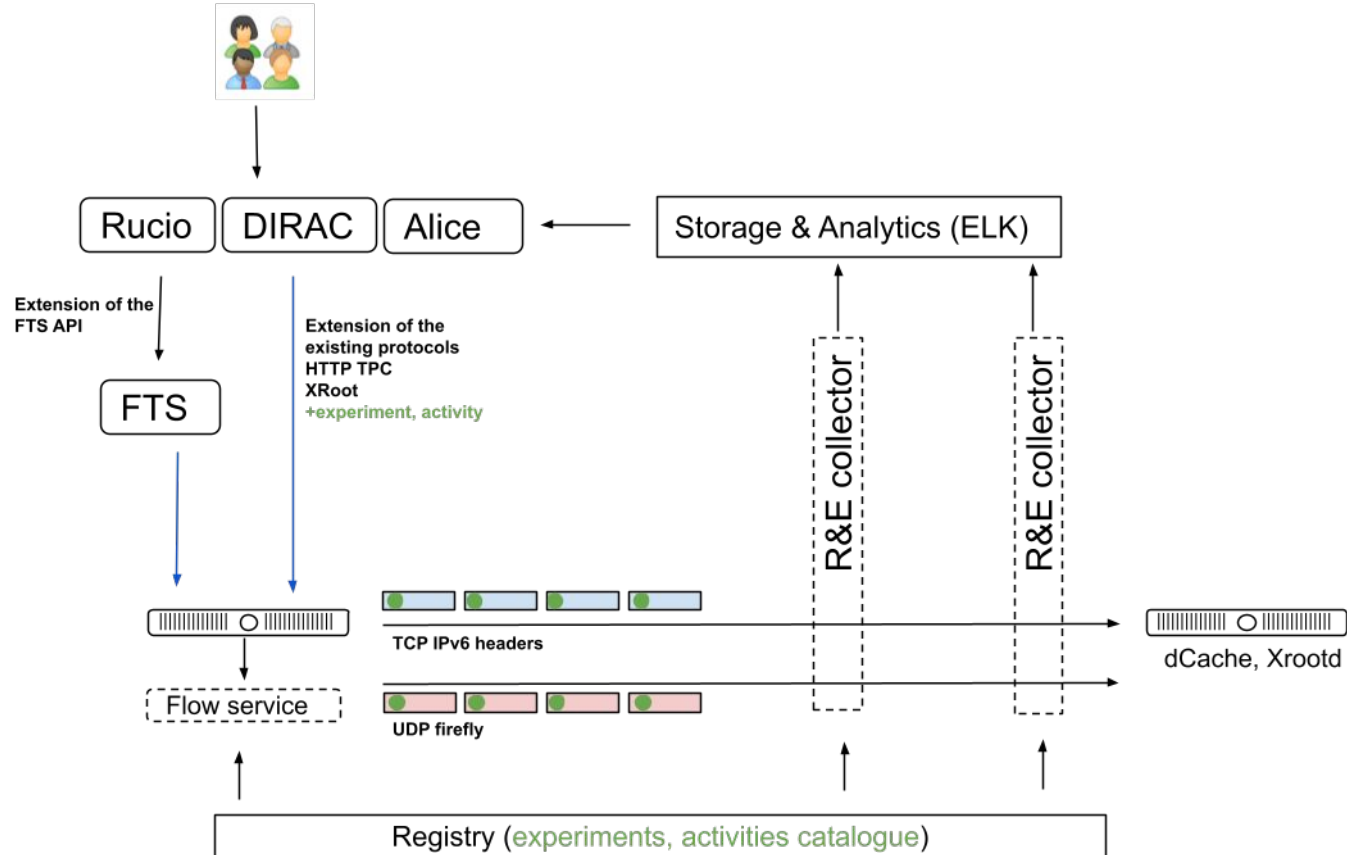 Rucio
DIRAC
Alice
Storage & Analytics (ELK)
Extension of the
FTS API
Extension of the
existing protocols
HTTP TPC
XRoot
+experiment, activity
FTS
R&E collector
R&E collector
TCP IPv6 headers
dCache, Xrootd
Flow service
UDP firefly
Registry (experiments, activities catalogue)